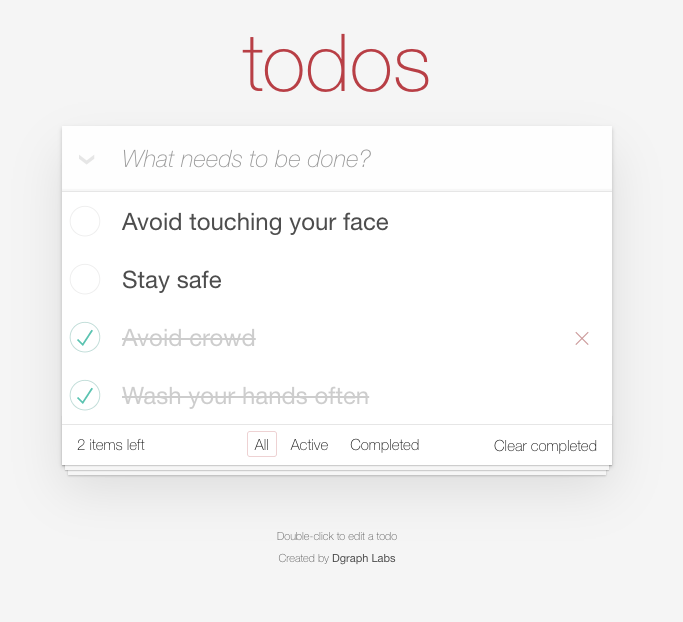 todos
What needs to be done?
Avoid touching your face
Stay safe
Avoid crowd
Wash your hands often
2 items left All Active Completed Clear completed
Double-click to edit a todo
Created by Dgraph Labs